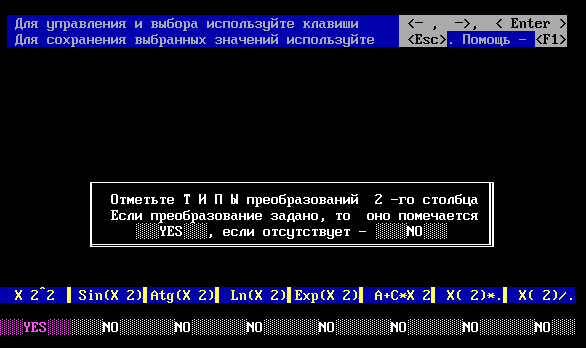 Для управления и выбора используйте клавиши <- , ->, < Enter >
Для сохранения выбранных значений используйте <Esc>. Помощь - <F1>
Отметьте Т И П Ы преобразований 2 -го столбца
Если преобразование задано, то оно помечается
YES , если отсутствует - NO
X 2^2 Sin(X 2) Atg(X 2) Ln(X 2) Exp(X 2) A+C*X 2 X( 2)*. X( 2)/.
YES NO NO NO NO NO NO NO